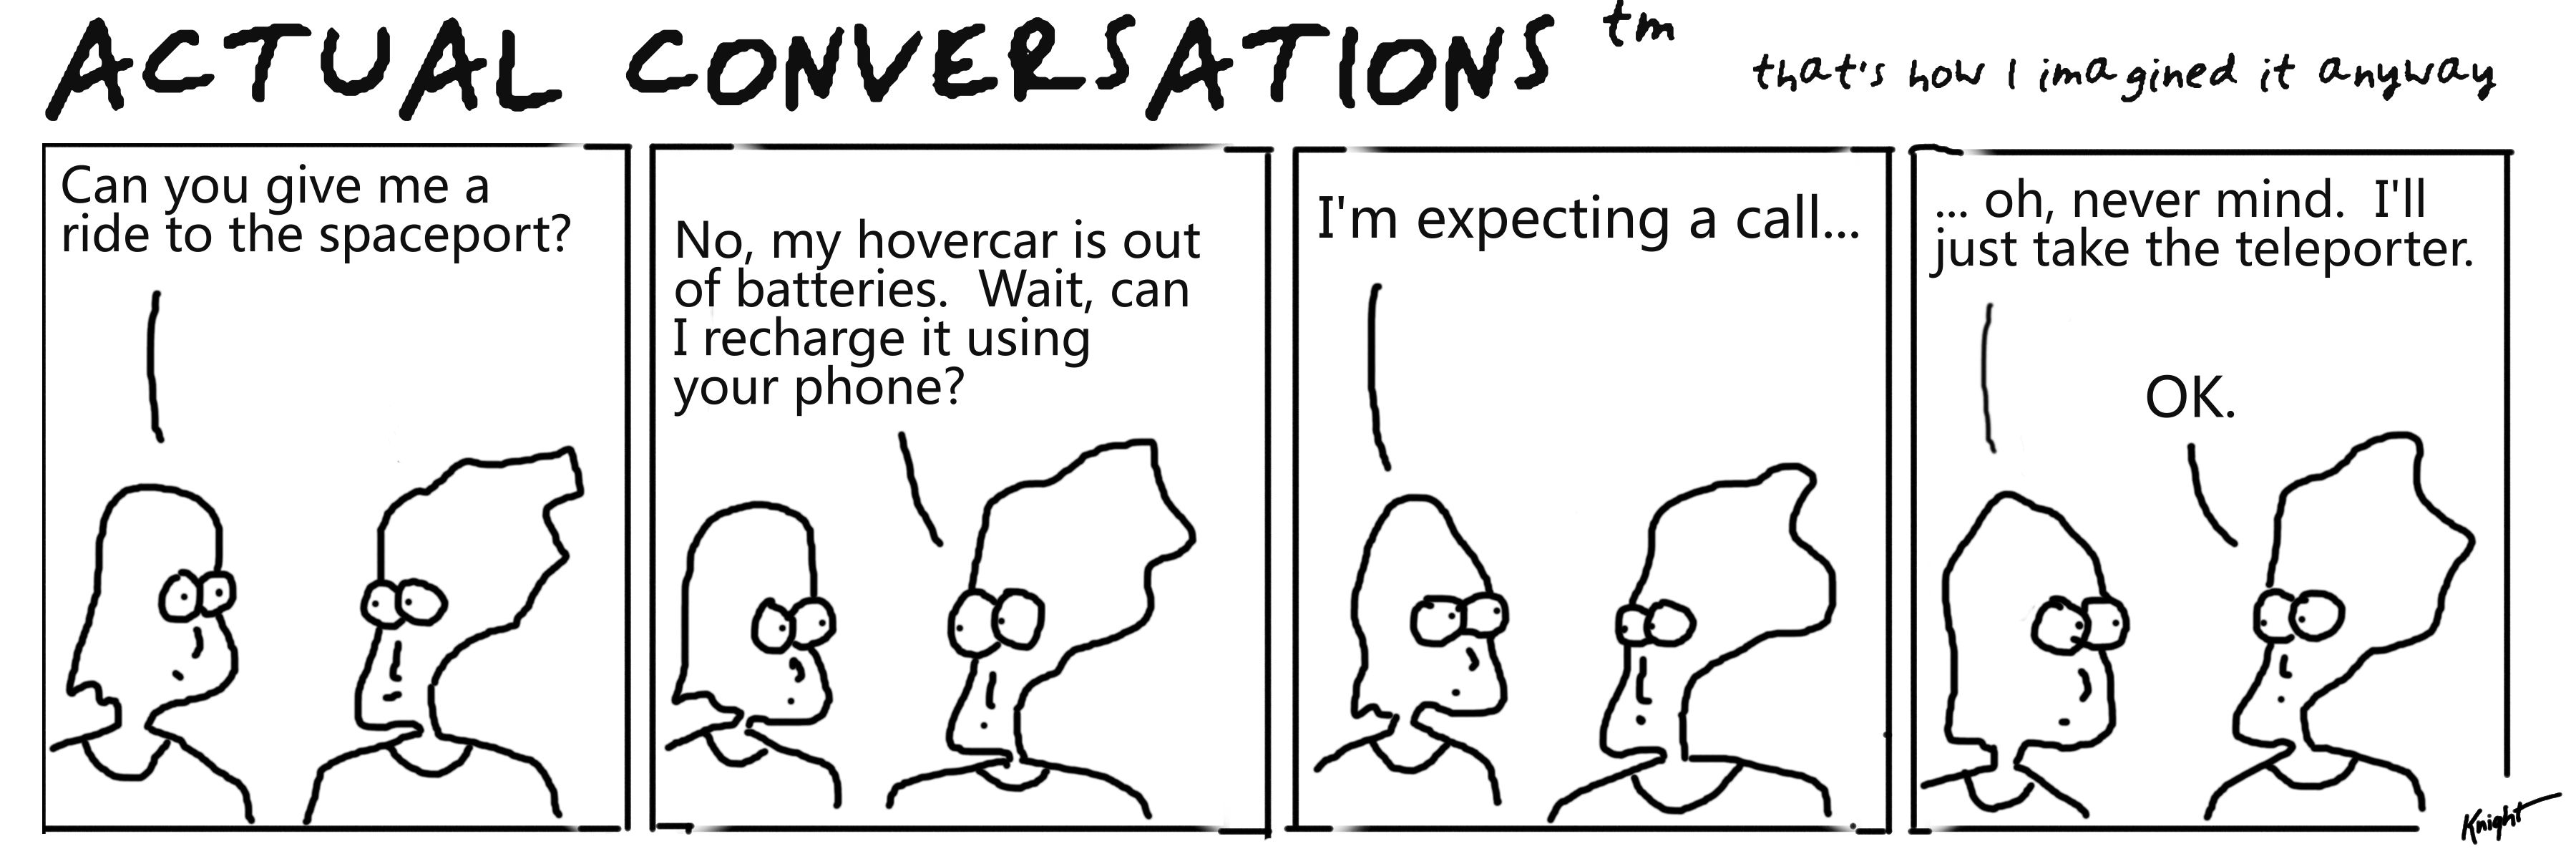 ACTUAL CONVERSATIONS tm
that's how I imagined it anyway
Can you give me a
ride to the spaceport?
No, my hovercar is out
of batteries.  Wait, can
I recharge it using
your phone?
I'm expecting a call...
... oh, never mind.  I'll
just take the teleporter.
OK.
Knight